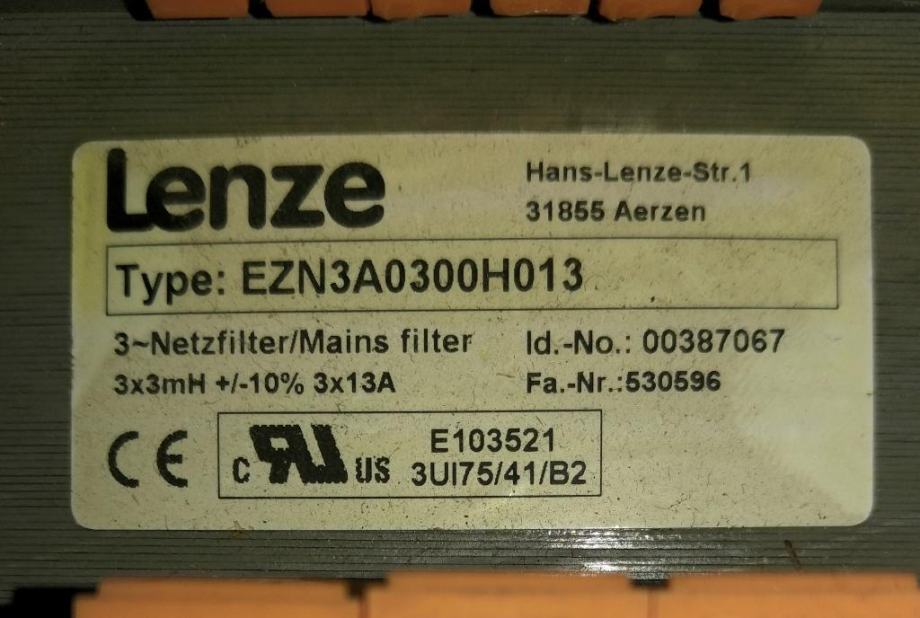 Lenze
Hans-Lenze-Str.1
31855 Aerzen
Type: EZN3A0300H013
3~Netzfilter/Mains filter
Id.-No.: 00387067
3x3mH +/-10% 3x13A
Fa.-Nr.:530596
CE
c RU US
E103521
3UI75/41/B2